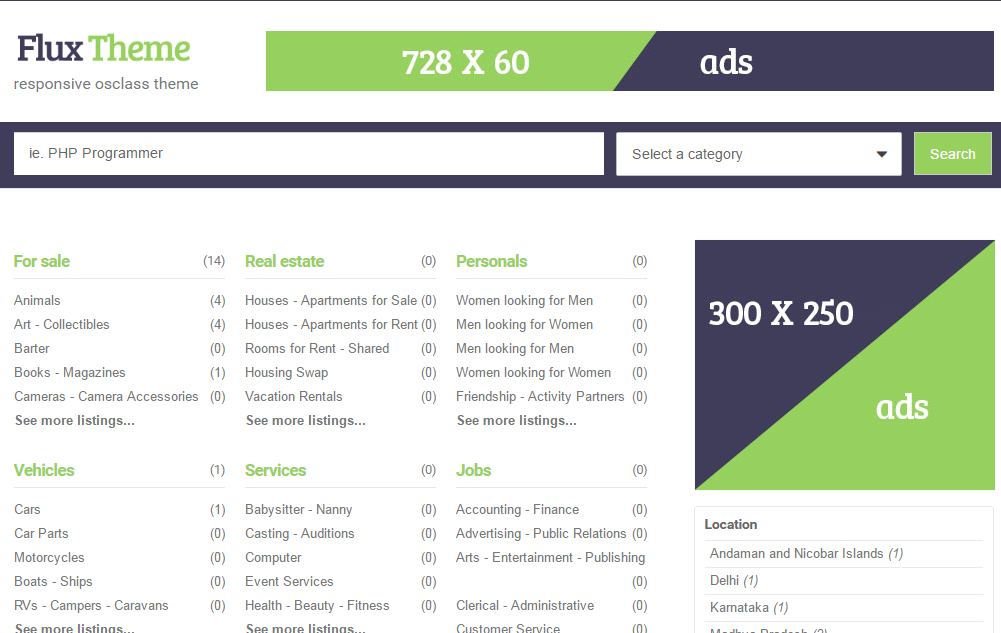 Flux Theme
responsive osclass theme
728 X 60 ads
ie. PHP Programmer
Select a category
Search
For sale (14)
Animals (4)
Art - Collectibles (4)
Barter (0)
Books - Magazines (1)
Cameras - Camera Accessories (0)
See more listings...
Real estate (0)
Houses - Apartments for Sale (0)
Houses - Apartments for Rent (0)
Rooms for Rent - Shared (0)
Housing Swap (0)
Vacation Rentals (0)
See more listings...
Personals (0)
Women looking for Men (0)
Men looking for Women (0)
Men looking for Men (0)
Women looking for Women (0)
Friendship - Activity Partners (0)
See more listings...
Vehicles (1)
Cars (1)
Car Parts (0)
Motorcycles (0)
Boats - Ships (0)
RVs - Campers - Caravans (0)
See more listings...
Services (0)
Babysitter - Nanny (0)
Casting - Auditions (0)
Computer (0)
Event Services (0)
Health - Beauty - Fitness (0)
See more listings...
Jobs (0)
Accounting - Finance (0)
Advertising - Public Relations (0)
Arts - Entertainment - Publishing
(0)
Clerical - Administrative (0)
Customer Service (0)
300 X 250
ads
Location
Andaman and Nicobar Islands (1)
Delhi (1)
Karnataka (1)
Madhya Pradesh